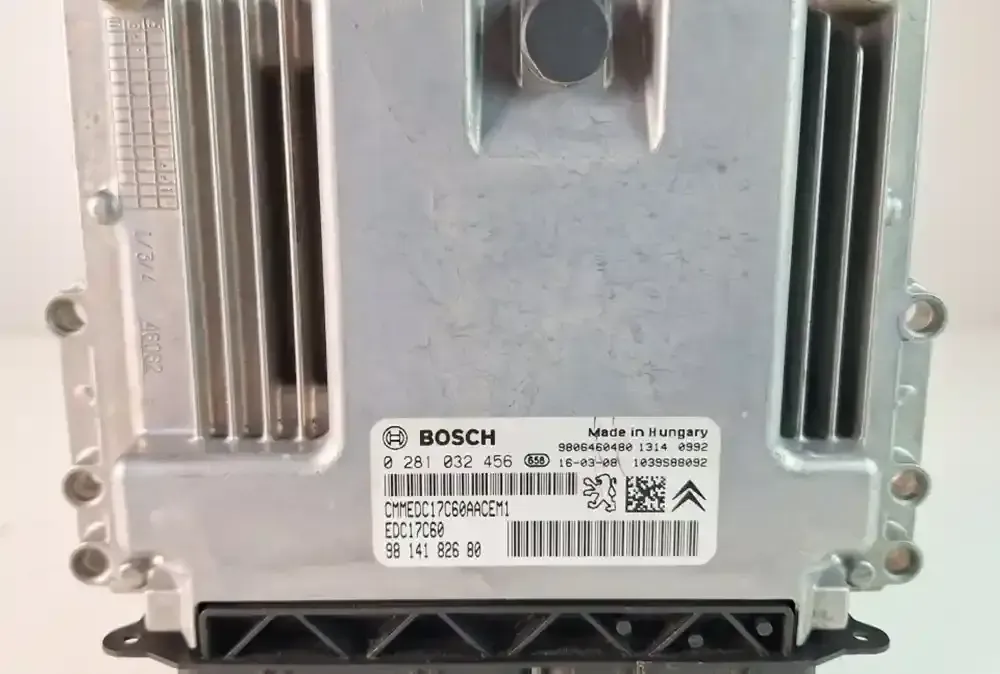 BOSCH
Made in Hungary
9806460480 1314 0992
0 281 032 456 658
16-03-08 1039S88092
CMMEDC17C60AACEM1
EDC17C60
98 141 826 80